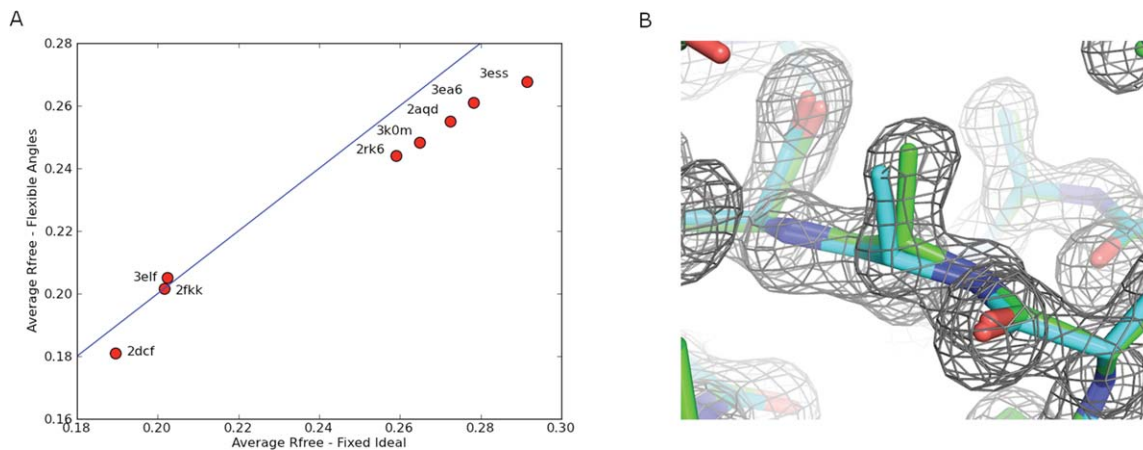 A
B
0.28
0.26
0.24
0.22
0.20
0.18
0.16
Average Rfree - Flexible Angles
3ess
3ea6
2aqd
3k0m
2rk6
3elf
2fkk
2dcf
0.18
0.20
0.22
0.24
0.26
0.28
0.30
Average Rfree - Fixed Ideal